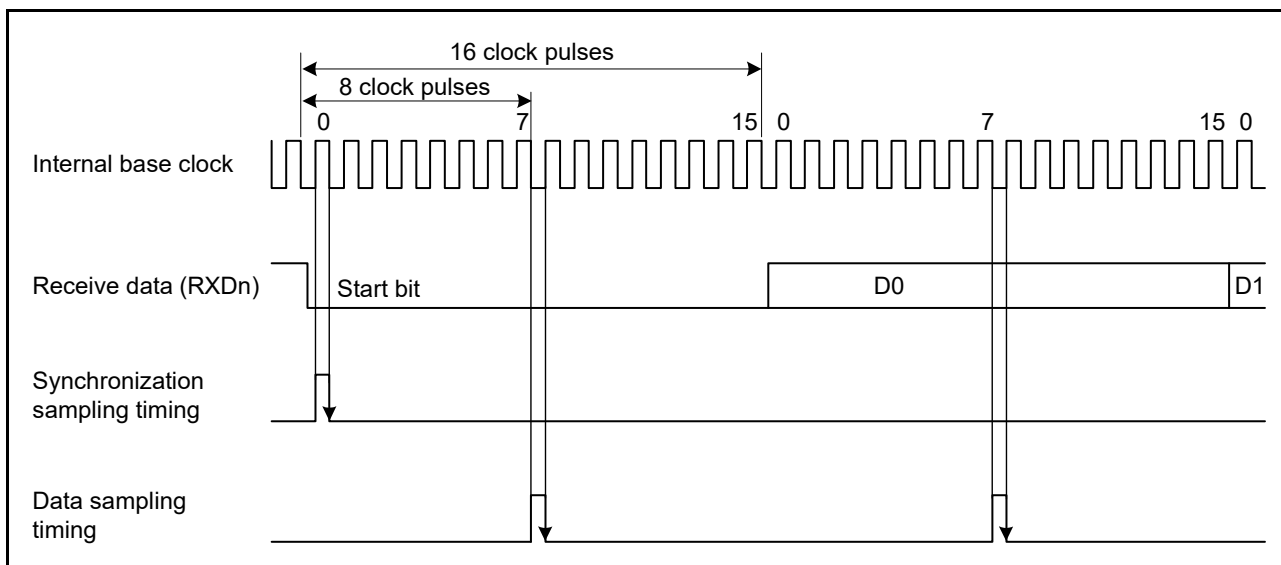 16 clock pulses
8 clock pulses
0 7 15 0 7 15 0
Internal base clock
Receive data (RXDn)
Start bit
D0
D1
Synchronization
sampling timing
Data sampling
timing